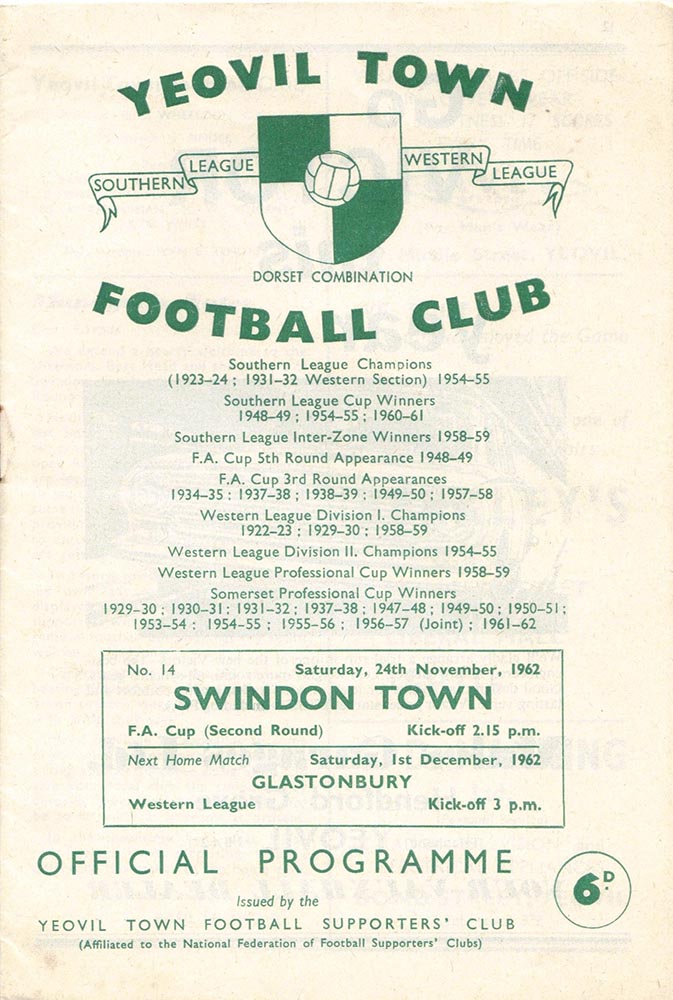 YEOVIL TOWN
SOUTHERN LEAGUE WESTERN LEAGUE
DORSET COMBINATION
FOOTBALL CLUB
Southern League Champions
(1923–24 ; 1931–32 Western Section) 1954–55
Southern League Cup Winners
1948–49 ; 1954–55 ; 1960–61
Southern League Inter-Zone Winners 1958–59
F.A. Cup 5th Round Appearance 1948–49
F.A. Cup 3rd Round Appearances
1934–35 : 1937–38 ; 1938–39 : 1949–50 ; 1957–58
Western League Division I. Champions
1922–23 ; 1929–30 ; 1958–59
Western League Division II. Champions 1954–55
Western League Professional Cup Winners 1958–59
Somerset Professional Cup Winners
1929–30 ; 1930–31 ; 1931–32 ; 1937–38 ; 1947–48 ; 1949–50 ; 1950–51 ;
1953–54 : 1954–55 ; 1955–56 ; 1956–57 (Joint) ; 1961–62
No. 14 Saturday, 24th November, 1962
SWINDON TOWN
F.A. Cup (Second Round) Kick-off 2.15 p.m.
Next Home Match Saturday, 1st December, 1962
GLASTONBURY
Western League Kick-off 3 p.m.
OFFICIAL PROGRAMME
6D.
Issued by the
YEOVIL TOWN FOOTBALL SUPPORTERS' CLUB
(Affiliated to the National Federation of Football Supporters' Clubs)